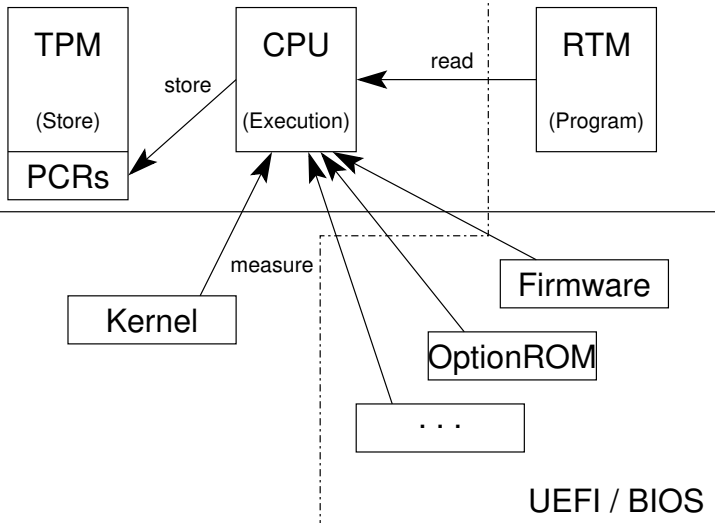 TPM
CPU
RTM
store
read
(Store)
(Execution)
(Program)
PCRs
measure
Firmware
Kernel
OptionROM
. . .
UEFI / BIOS